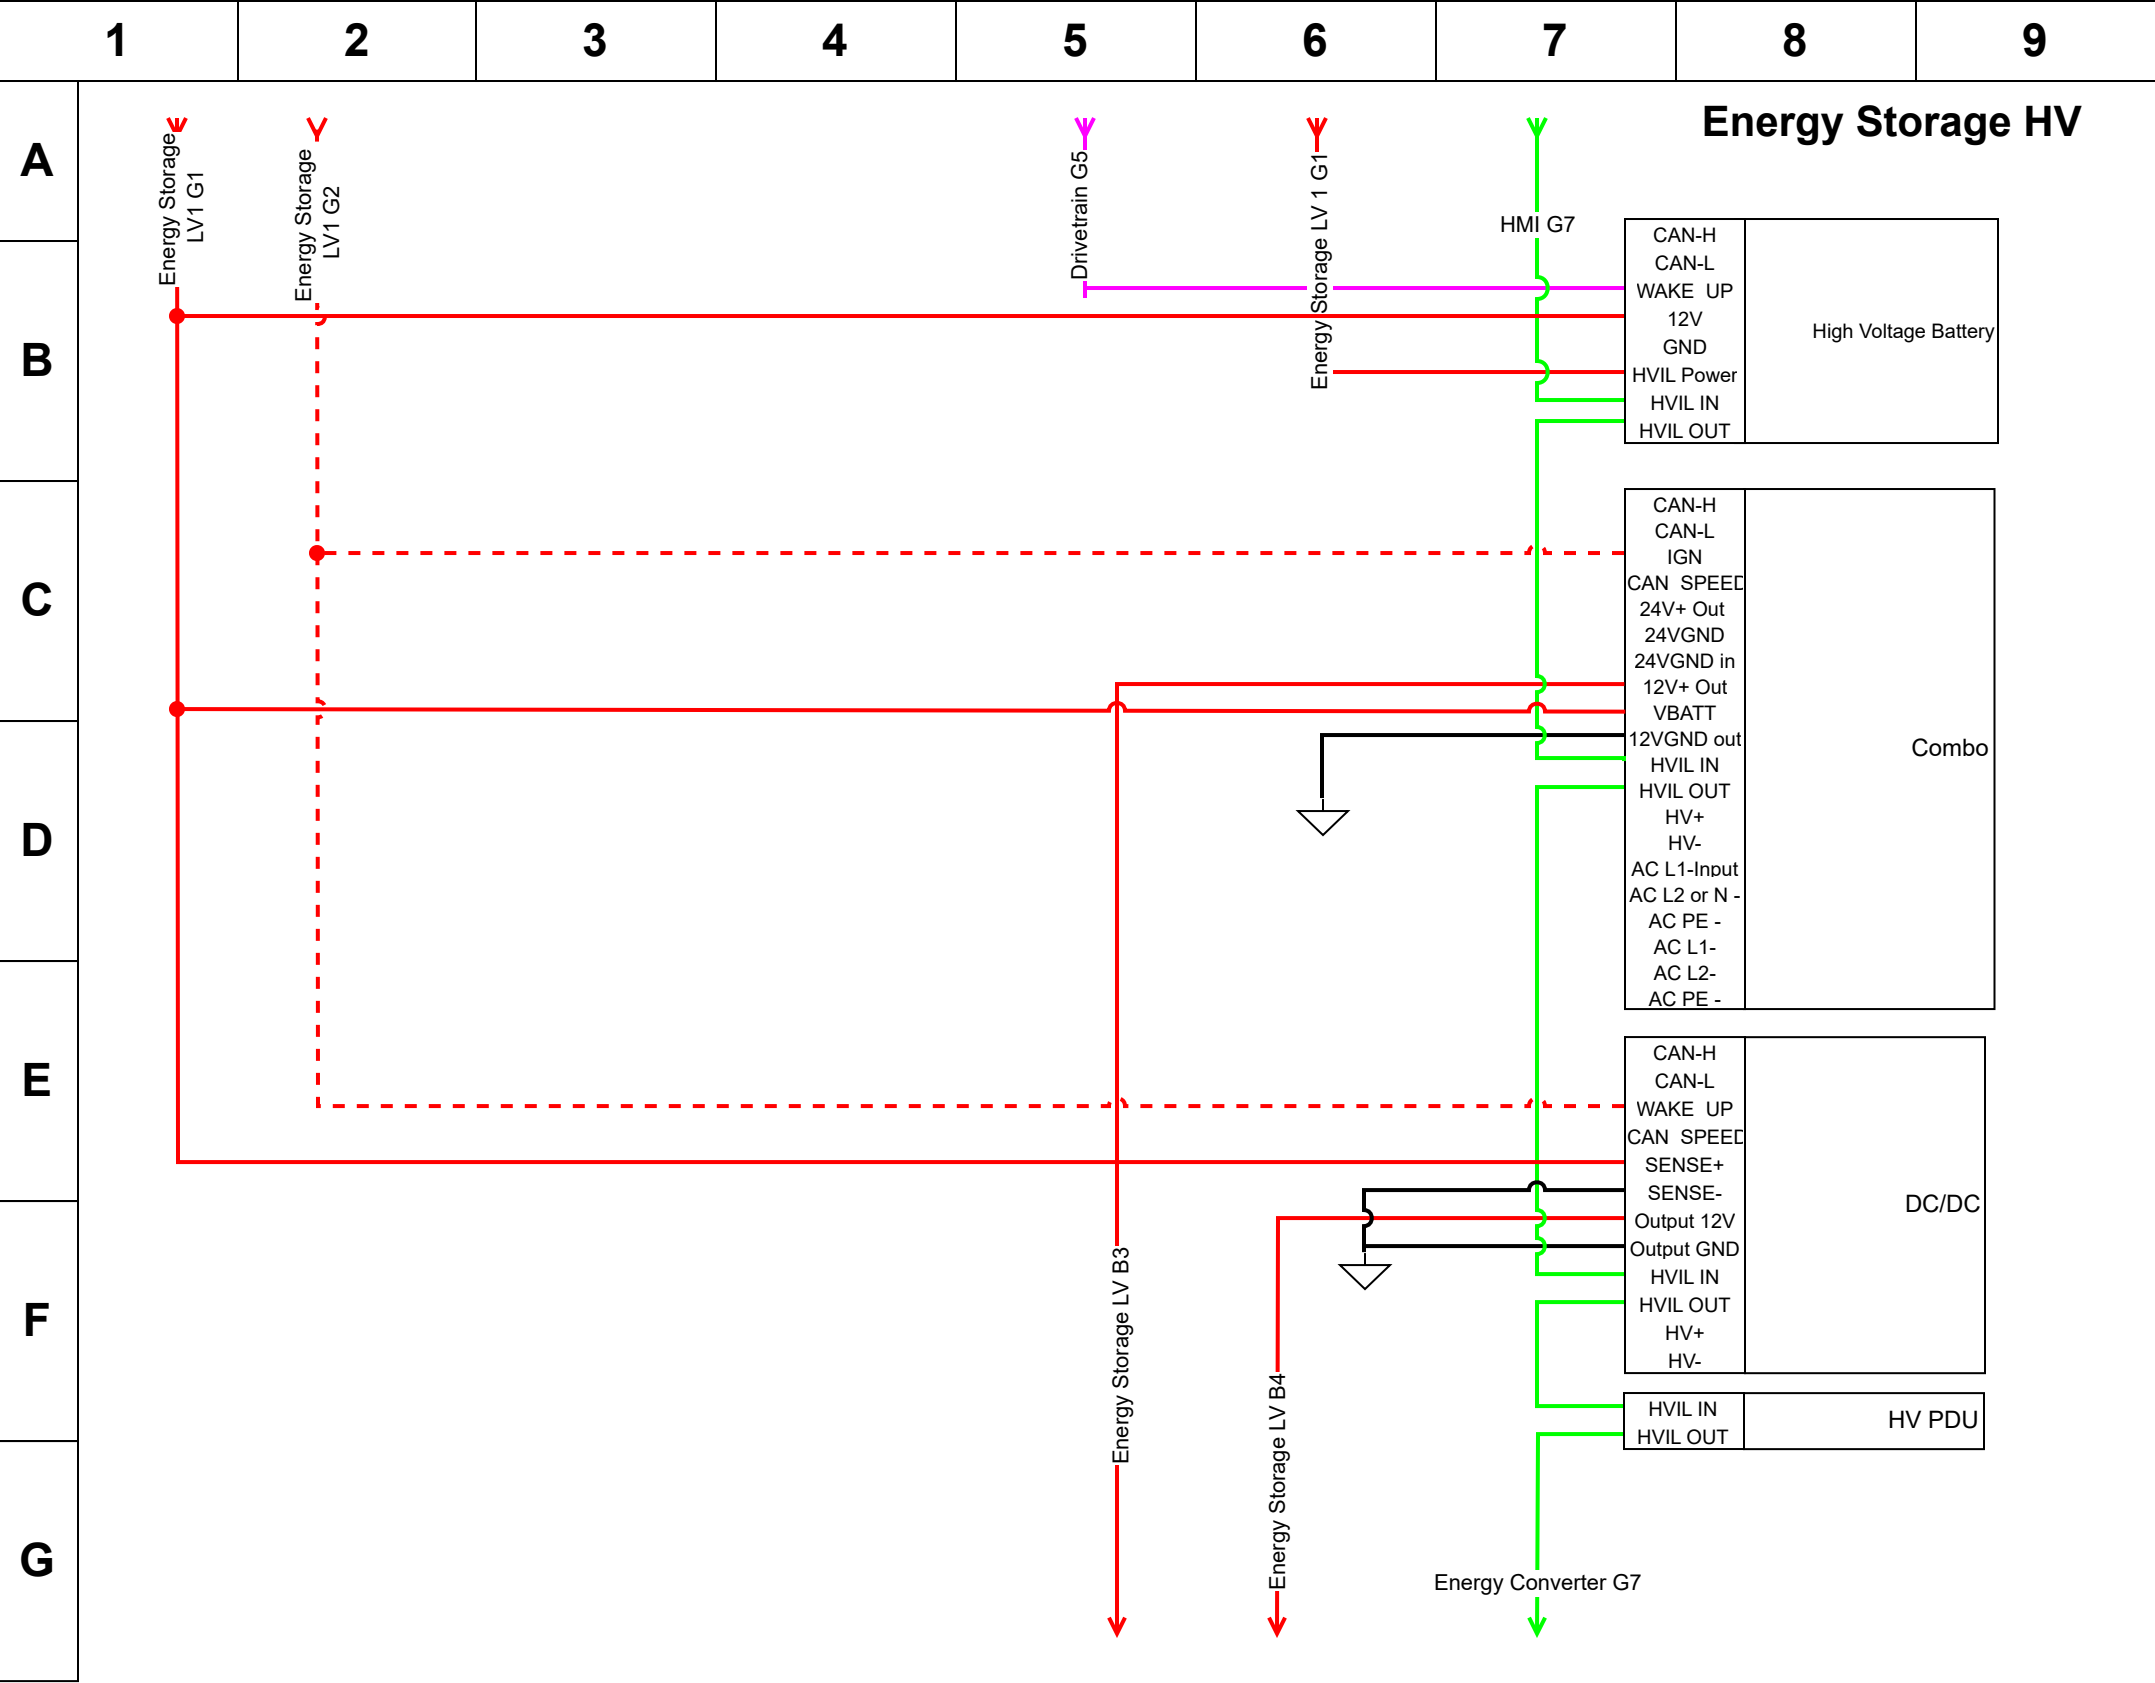 1 2 3 4 5 6 7 8 9
A
B
C
D
E
F
G
Energy Storage HV
Energy Storage
LV1 G1
Energy Storage
LV1 G2
Drivetrain G5
Energy Storage LV 1 G1
HMI G7
CAN-H
CAN-L
WAKE UP
12V
GND
HVIL Power
HVIL IN
HVIL OUT
High Voltage Battery
CAN-H
CAN-L
IGN
CAN SPEED
24V+ Out
24VGND
24VGND in
12V+ Out
VBATT
12VGND out
HVIL IN
HVIL OUT
HV+
HV-
AC L1-Input
AC L2 or N -
AC PE -
AC L1-
AC L2-
AC PE -
Combo
CAN-H
CAN-L
WAKE UP
CAN SPEED
SENSE+
SENSE-
Output 12V
Output GND
HVIL IN
HVIL OUT
HV+
HV-
DC/DC
HVIL IN
HVIL OUT
HV PDU
Energy Storage LV B3
Energy Storage LV B4
Energy Converter G7